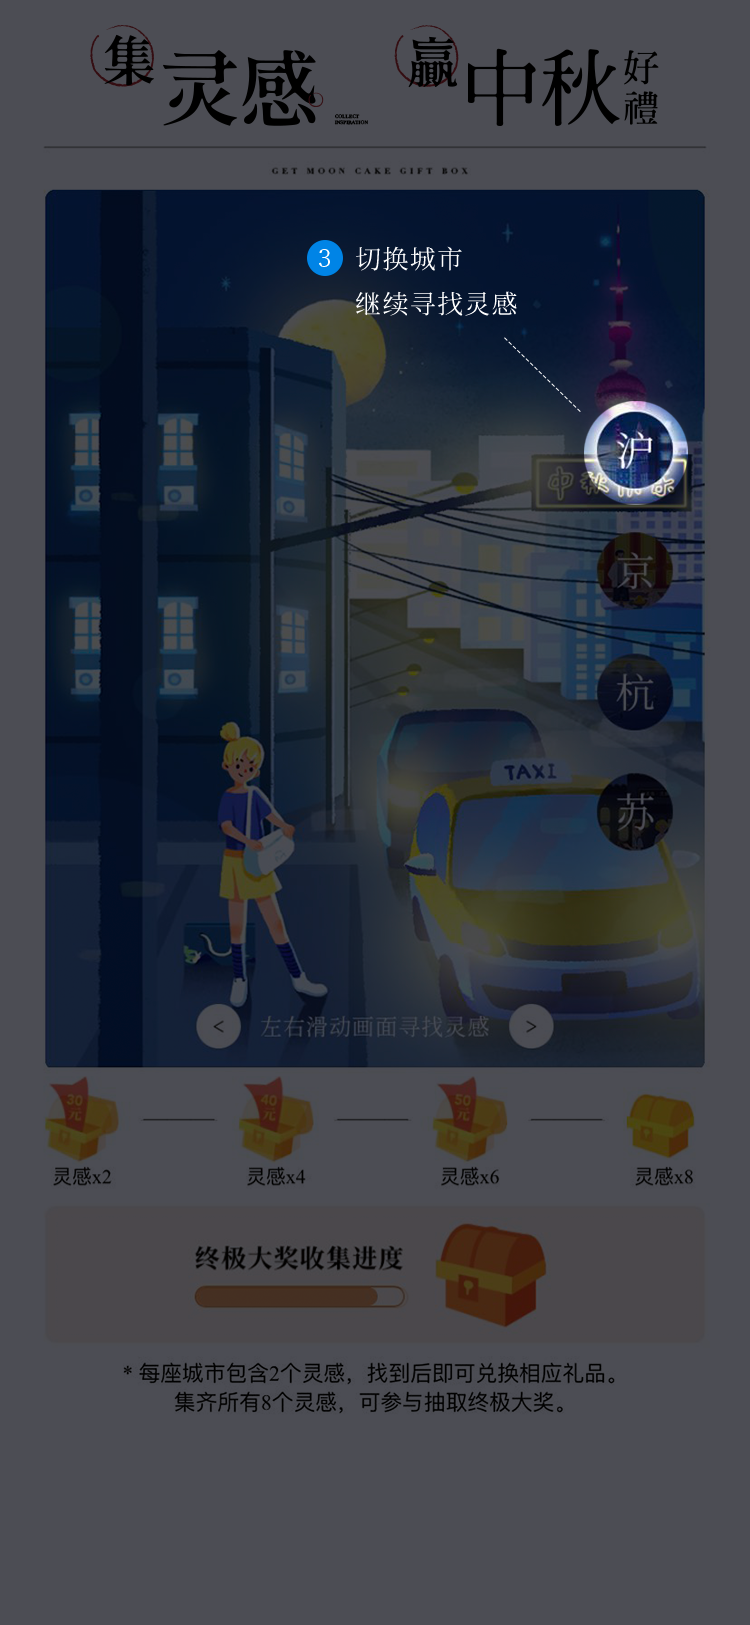 集灵感 赢中秋好禮
COLLECT
INSPIRATION
GET MOON CAKE GIFT BOX
3 切换城市
继续寻找灵感
沪
中秋
京
杭
TAXI
苏
< 左右滑动画面寻找灵感 >
30元 40元 50元
灵感x2 灵感x4 灵感x6 灵感x8
终极大奖收集进度
* 每座城市包含2个灵感，找到后即可兑换相应礼品。
集齐所有8个灵感，可参与抽取终极大奖。